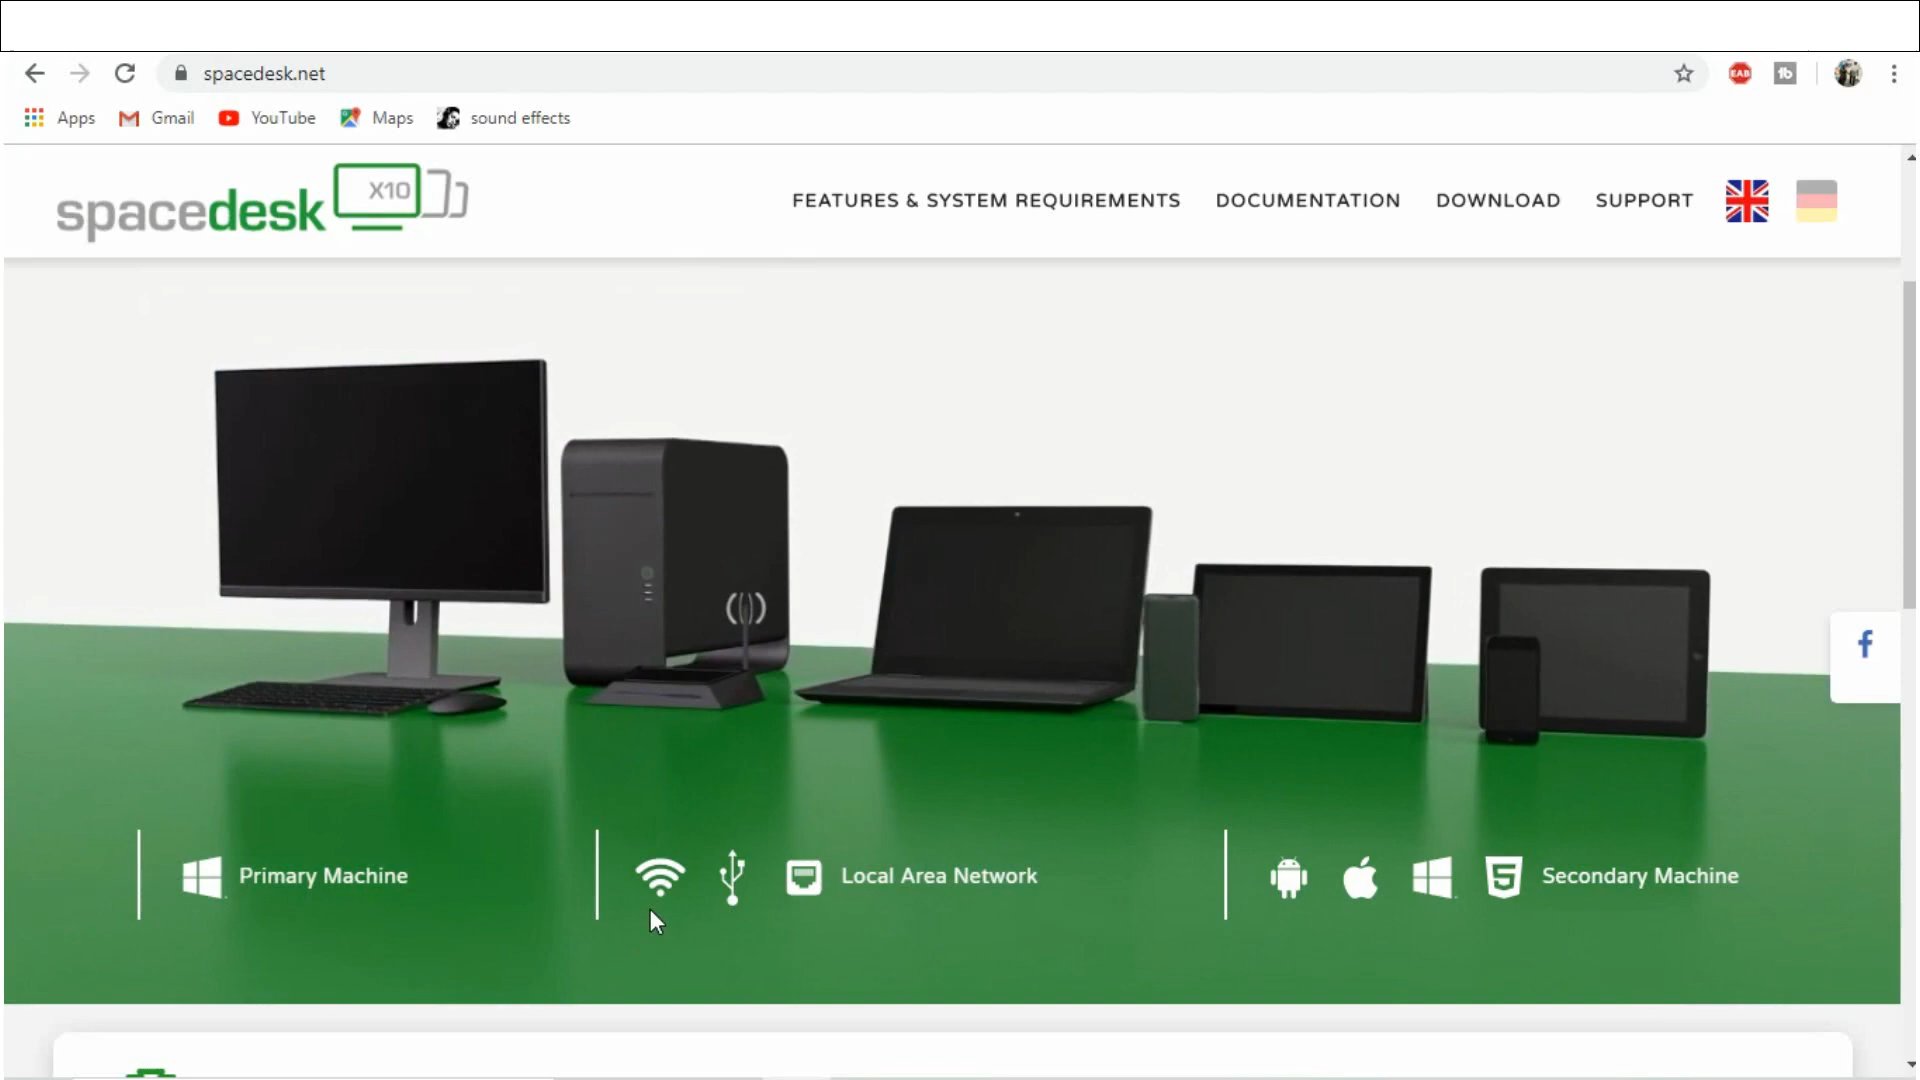 spacedesk.net
Apps Gmail YouTube Maps sound effects
spacedesk X10
FEATURES & SYSTEM REQUIREMENTS DOCUMENTATION DOWNLOAD SUPPORT
Primary Machine Local Area Network Secondary Machine